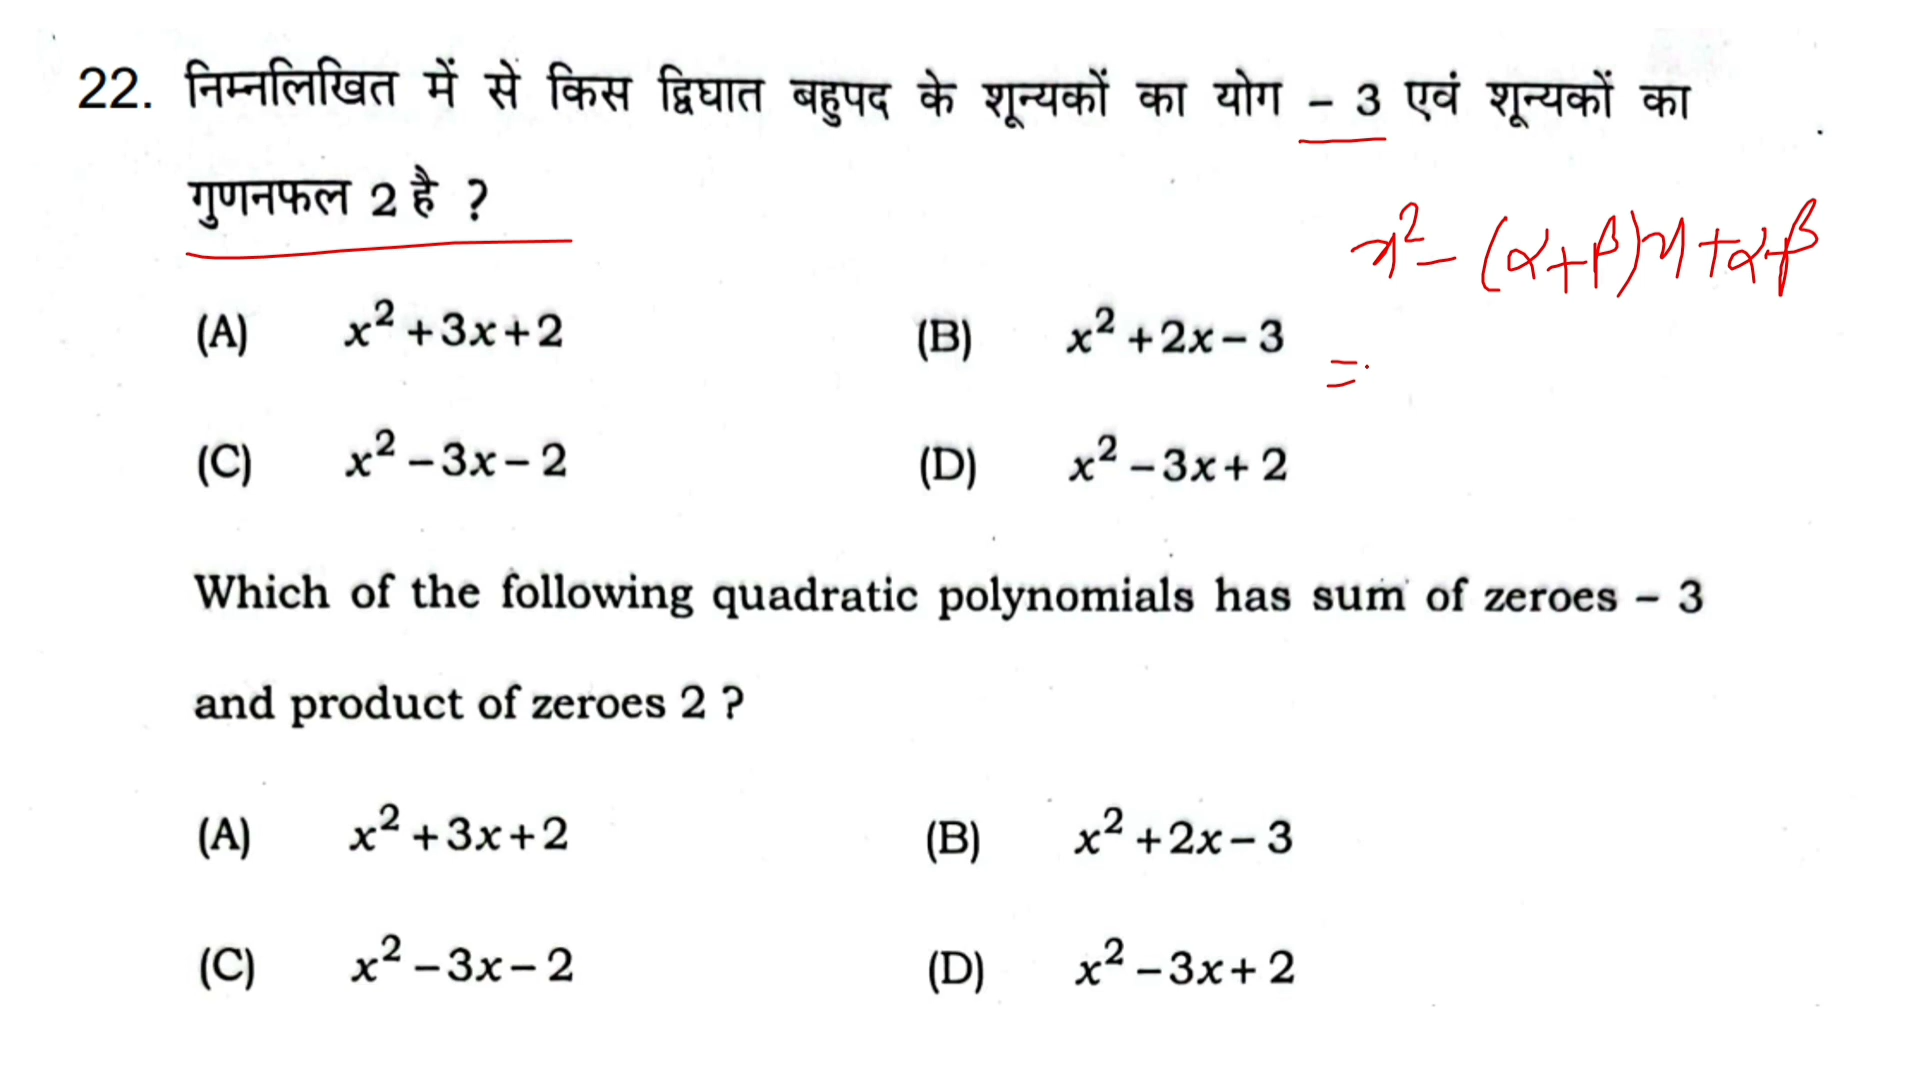 22. निम्नलिखित में से किस द्विघात बहुपद के शून्यकों का योग – 3 एवं शून्यकों का
गुणनफल 2 है ?
x² – (α+β)x + αβ
(A) x² + 3x + 2 (B) x² + 2x – 3
=
(C) x² – 3x – 2 (D) x² – 3x + 2
Which of the following quadratic polynomials has sum of zeroes – 3
and product of zeroes 2 ?
(A) x² + 3x + 2 (B) x² + 2x – 3
(C) x² – 3x – 2 (D) x² – 3x + 2